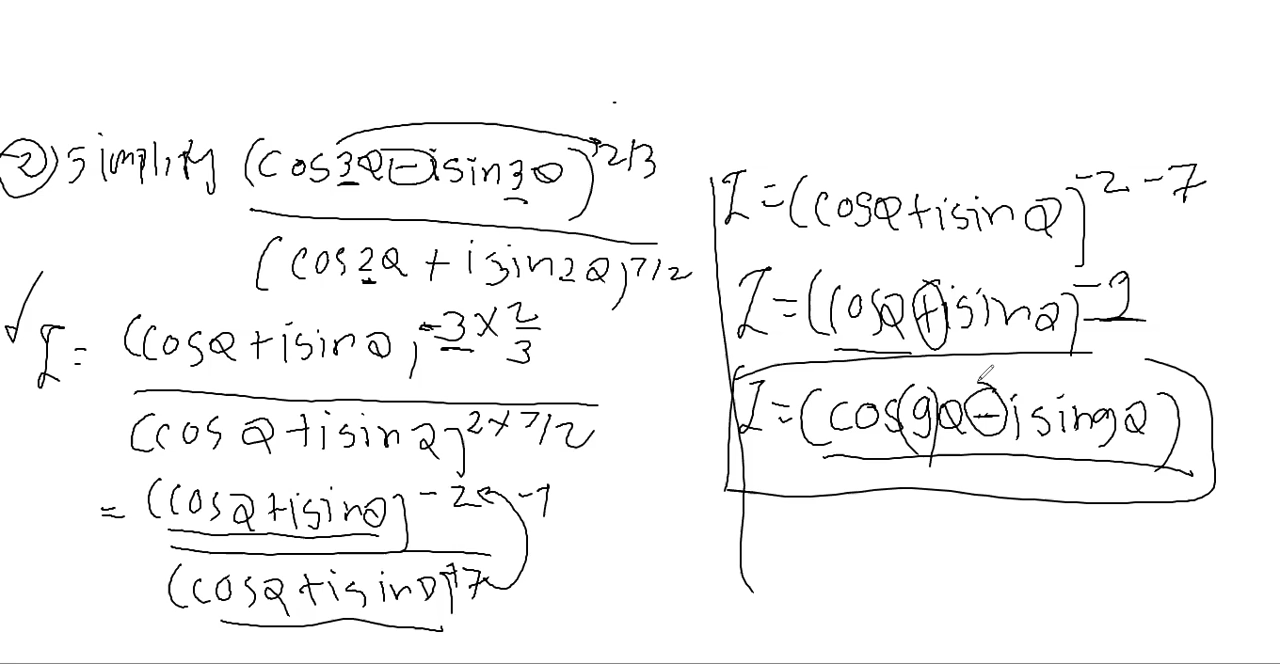 2) Simplify (cos3θ-isin3θ)^2/3
(cos2θ + isin2θ)^7/2
I = (cosθ+isinθ)^-3×2/3
(cosθ+isinθ)^2×7/2
= (cosθ+isinθ)^-2 -7
(cosθ+isinθ)^+7
I=(cosθ+isinθ)^-2-7
I=(cosθ+isinθ)^-9
I=(cos9θ-isin9θ)